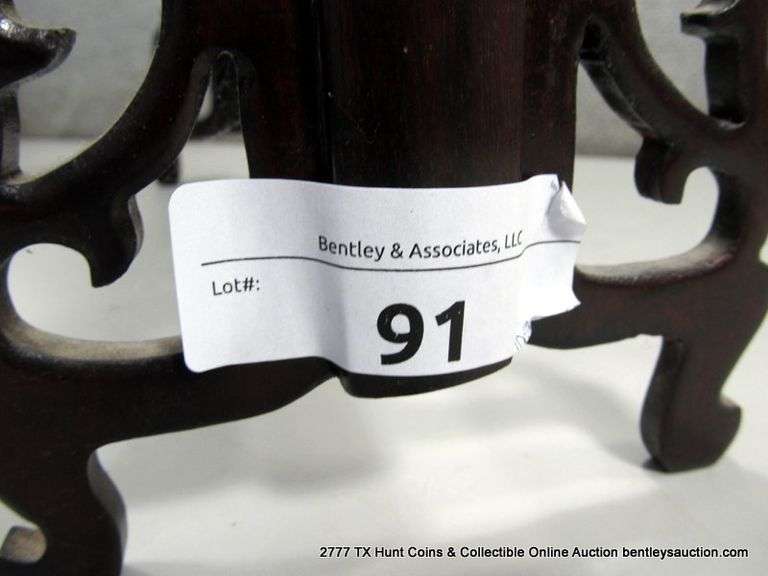 Bentley & Associates, LLC
Lot#:
91
2777 TX Hunt Coins & Collectible Online Auction bentleysauction.com